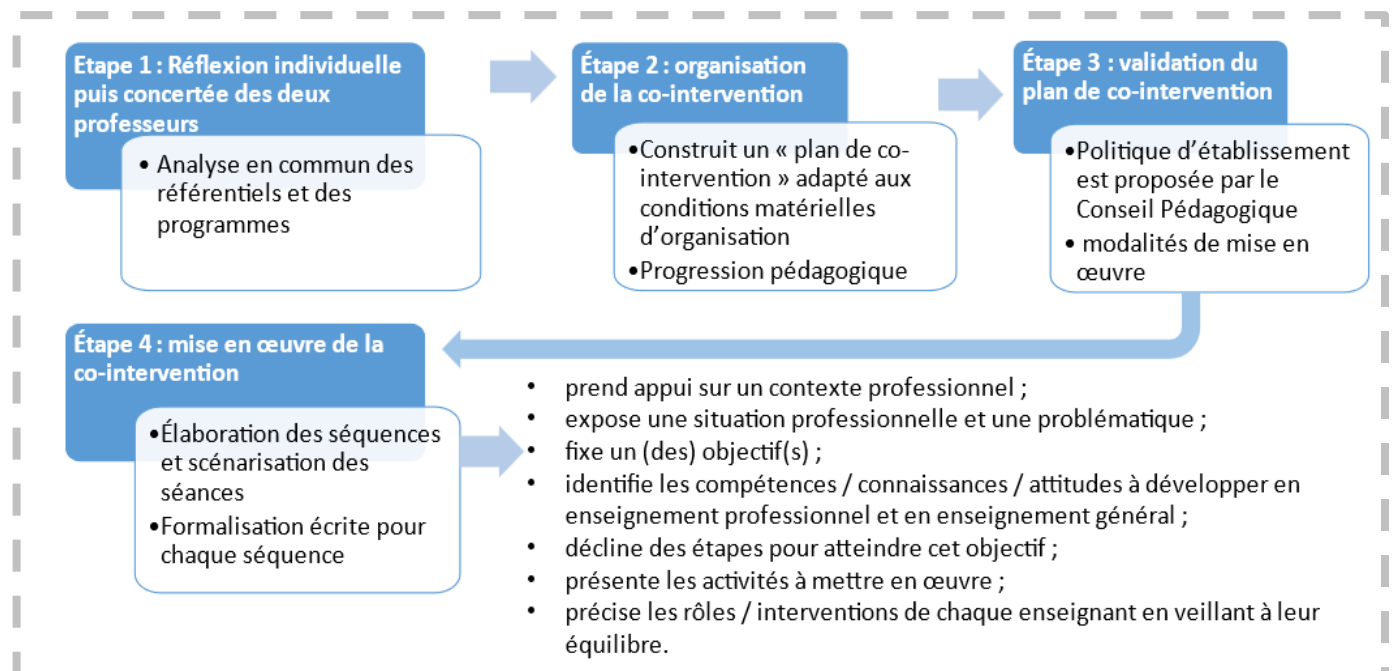 Etape 1 : Réflexion individuelle
puis concertée des deux
professeurs
• Analyse en commun des
référentiels et des
programmes
Étape 2 : organisation
de la co-intervention
•Construit un « plan de co-
intervention » adapté aux
conditions matérielles
d’organisation
•Progression pédagogique
Étape 3 : validation du
plan de co-intervention
•Politique d’établissement
est proposée par le
Conseil Pédagogique
• modalités de mise en
œuvre
Étape 4 : mise en œuvre de la
co-intervention
•Élaboration des séquences
et scénarisation des
séances
•Formalisation écrite pour
chaque séquence
• prend appui sur un contexte professionnel ;
• expose une situation professionnelle et une problématique ;
• fixe un (des) objectif(s) ;
• identifie les compétences / connaissances / attitudes à développer en
enseignement professionnel et en enseignement général ;
• décline des étapes pour atteindre cet objectif ;
• présente les activités à mettre en œuvre ;
• précise les rôles / interventions de chaque enseignant en veillant à leur
équilibre.